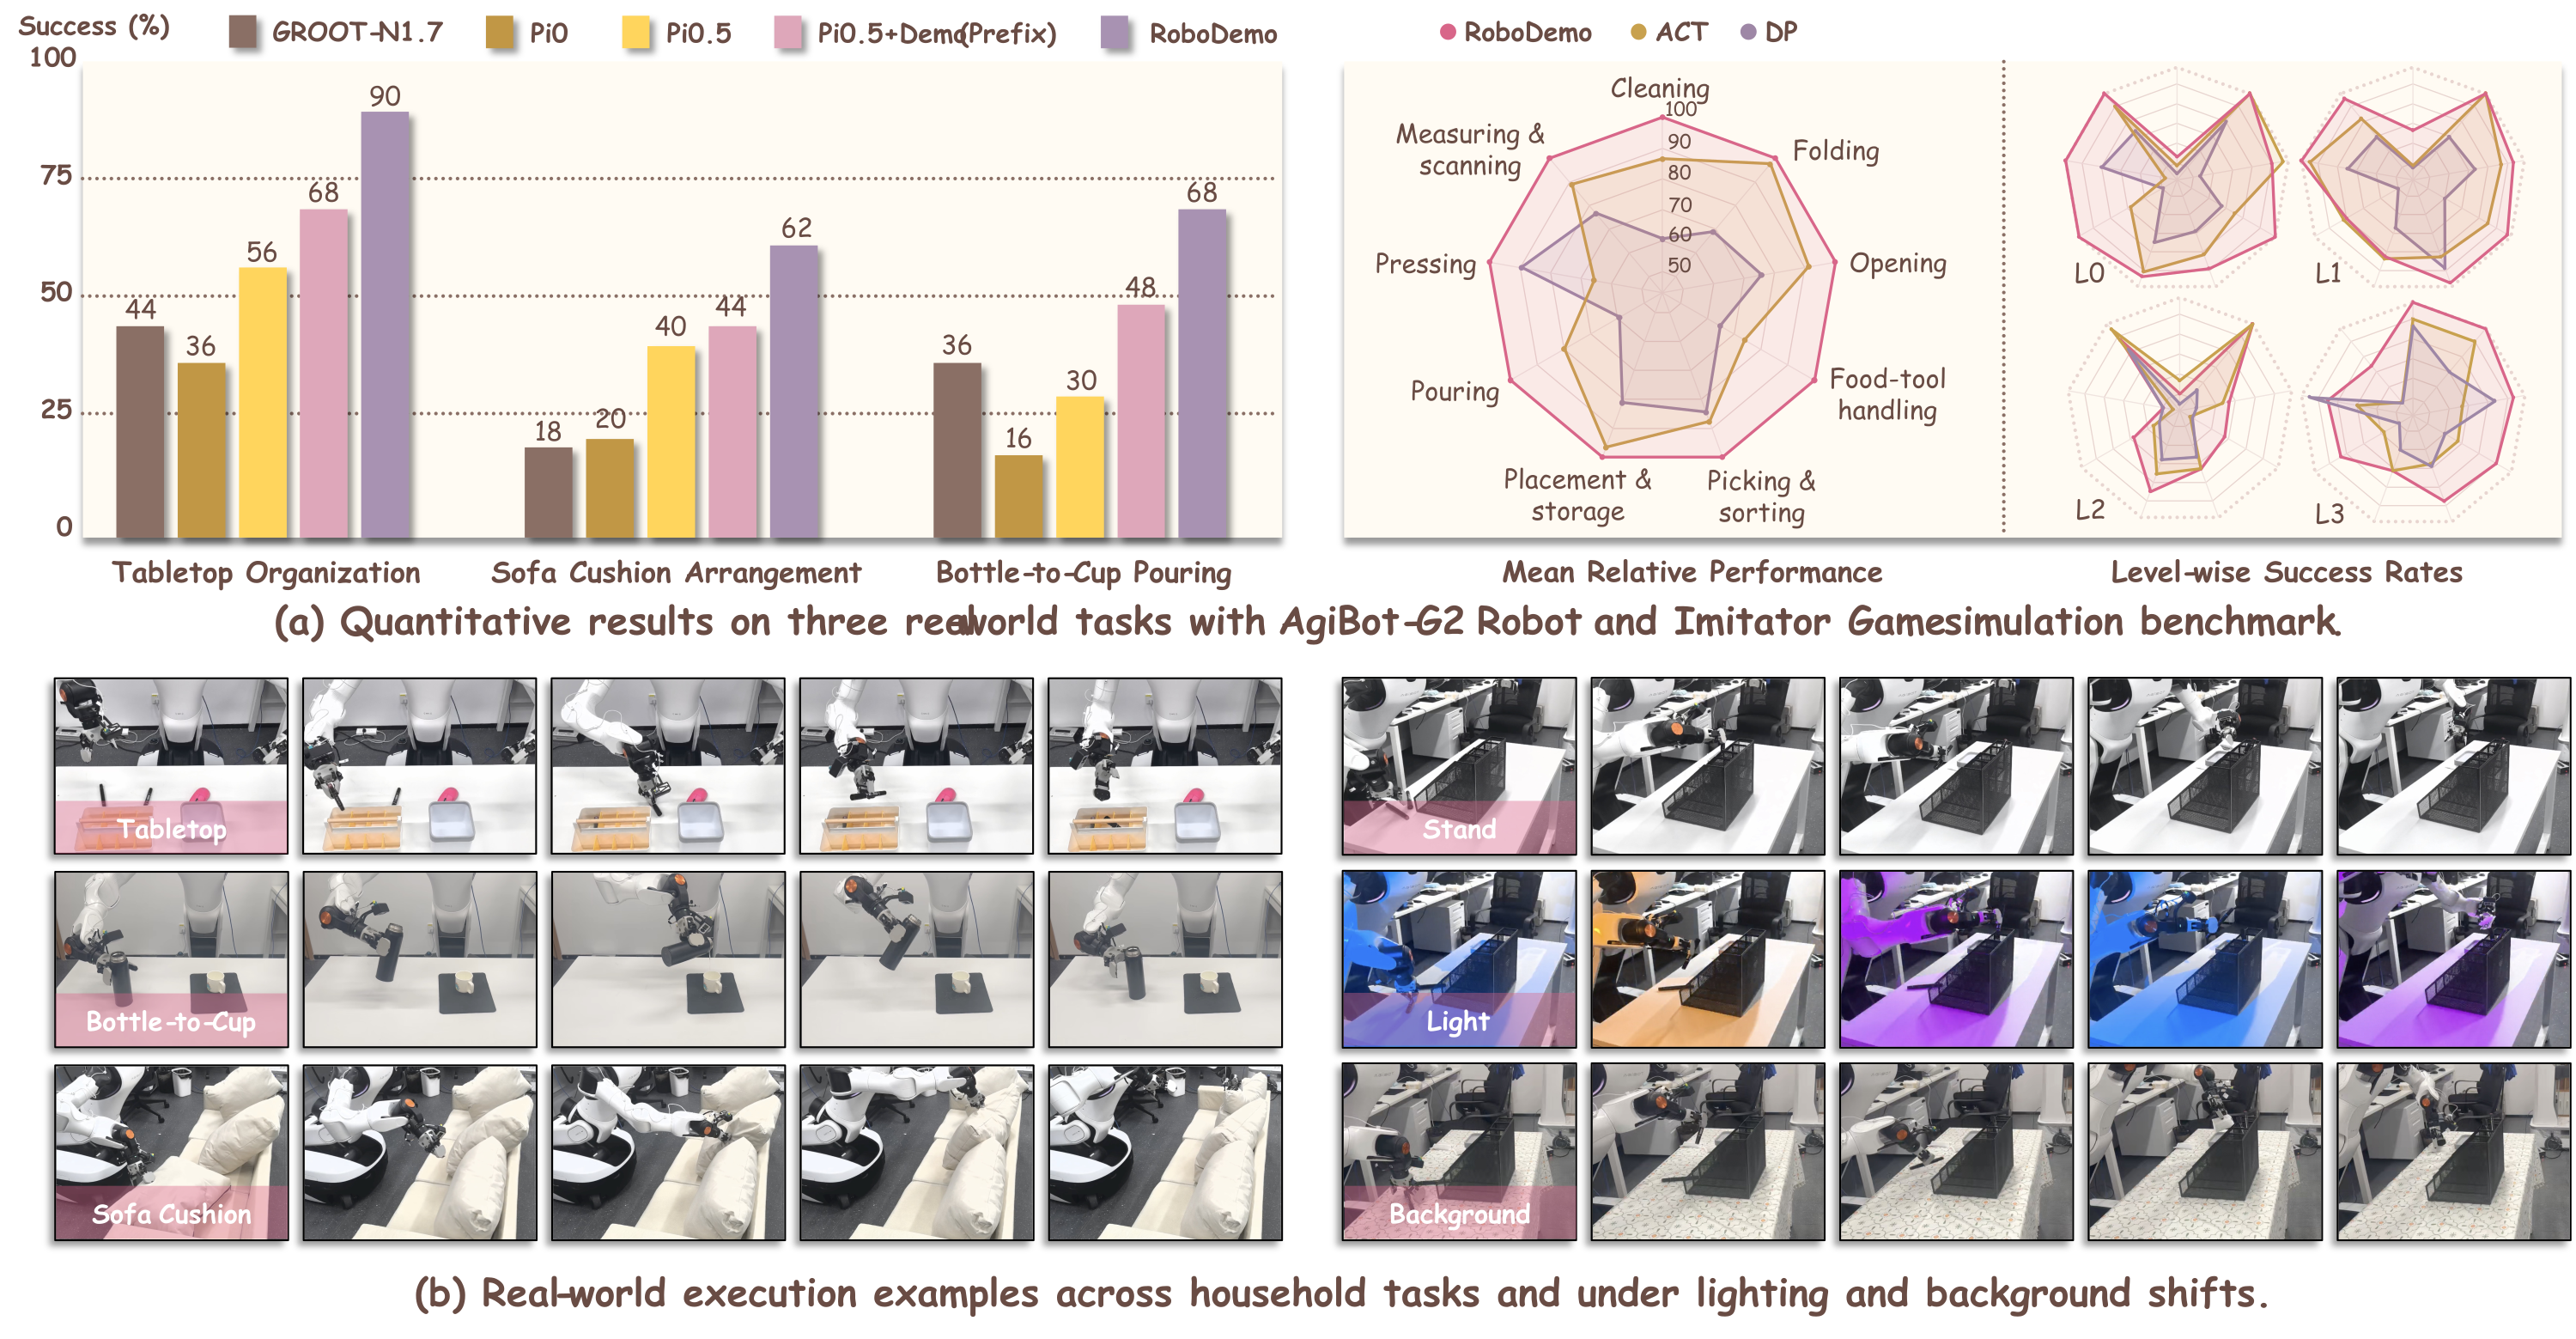 Success (%)
GROOT-N1.7
Pi0
Pi0.5
Pi0.5+Demo(Prefix)
RoboDemo
100
75
50
25
0
44
36
56
68
90
18
20
40
44
62
36
16
30
48
68
Tabletop Organization
Sofa Cushion Arrangement
Bottle-to-Cup Pouring
RoboDemo
ACT
DP
Cleaning
100
90
80
70
60
50
Folding
Opening
Food-tool
handling
Picking &
sorting
Placement &
storage
Pouring
Pressing
Measuring &
scanning
L0
L1
L2
L3
Mean Relative Performance
Level-wise Success Rates
(a) Quantitative results on three real-world tasks with AgiBot-G2 Robot and Imitator Gamesimulation benchmark.
Tabletop
Stand
Bottle-to-Cup
Light
Sofa Cushion
Background
(b) Real-world execution examples across household tasks and under lighting and background shifts.